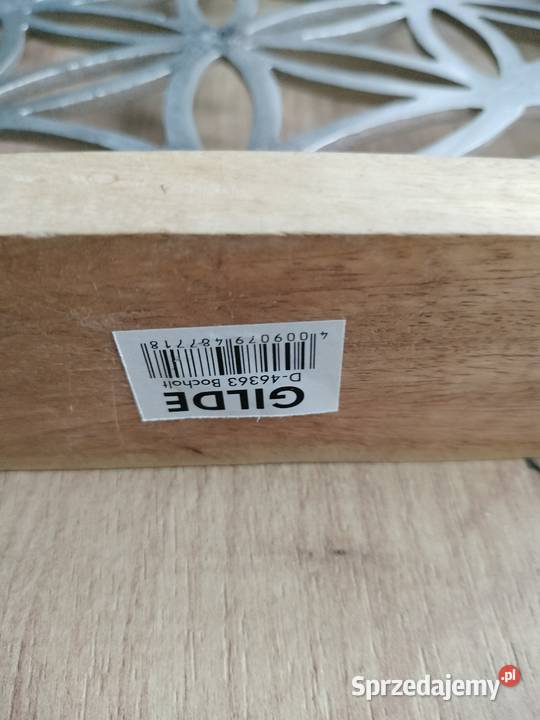 GILDE
D-46363 Bocholt
4 009079 487718
Sprzedajemy.pl